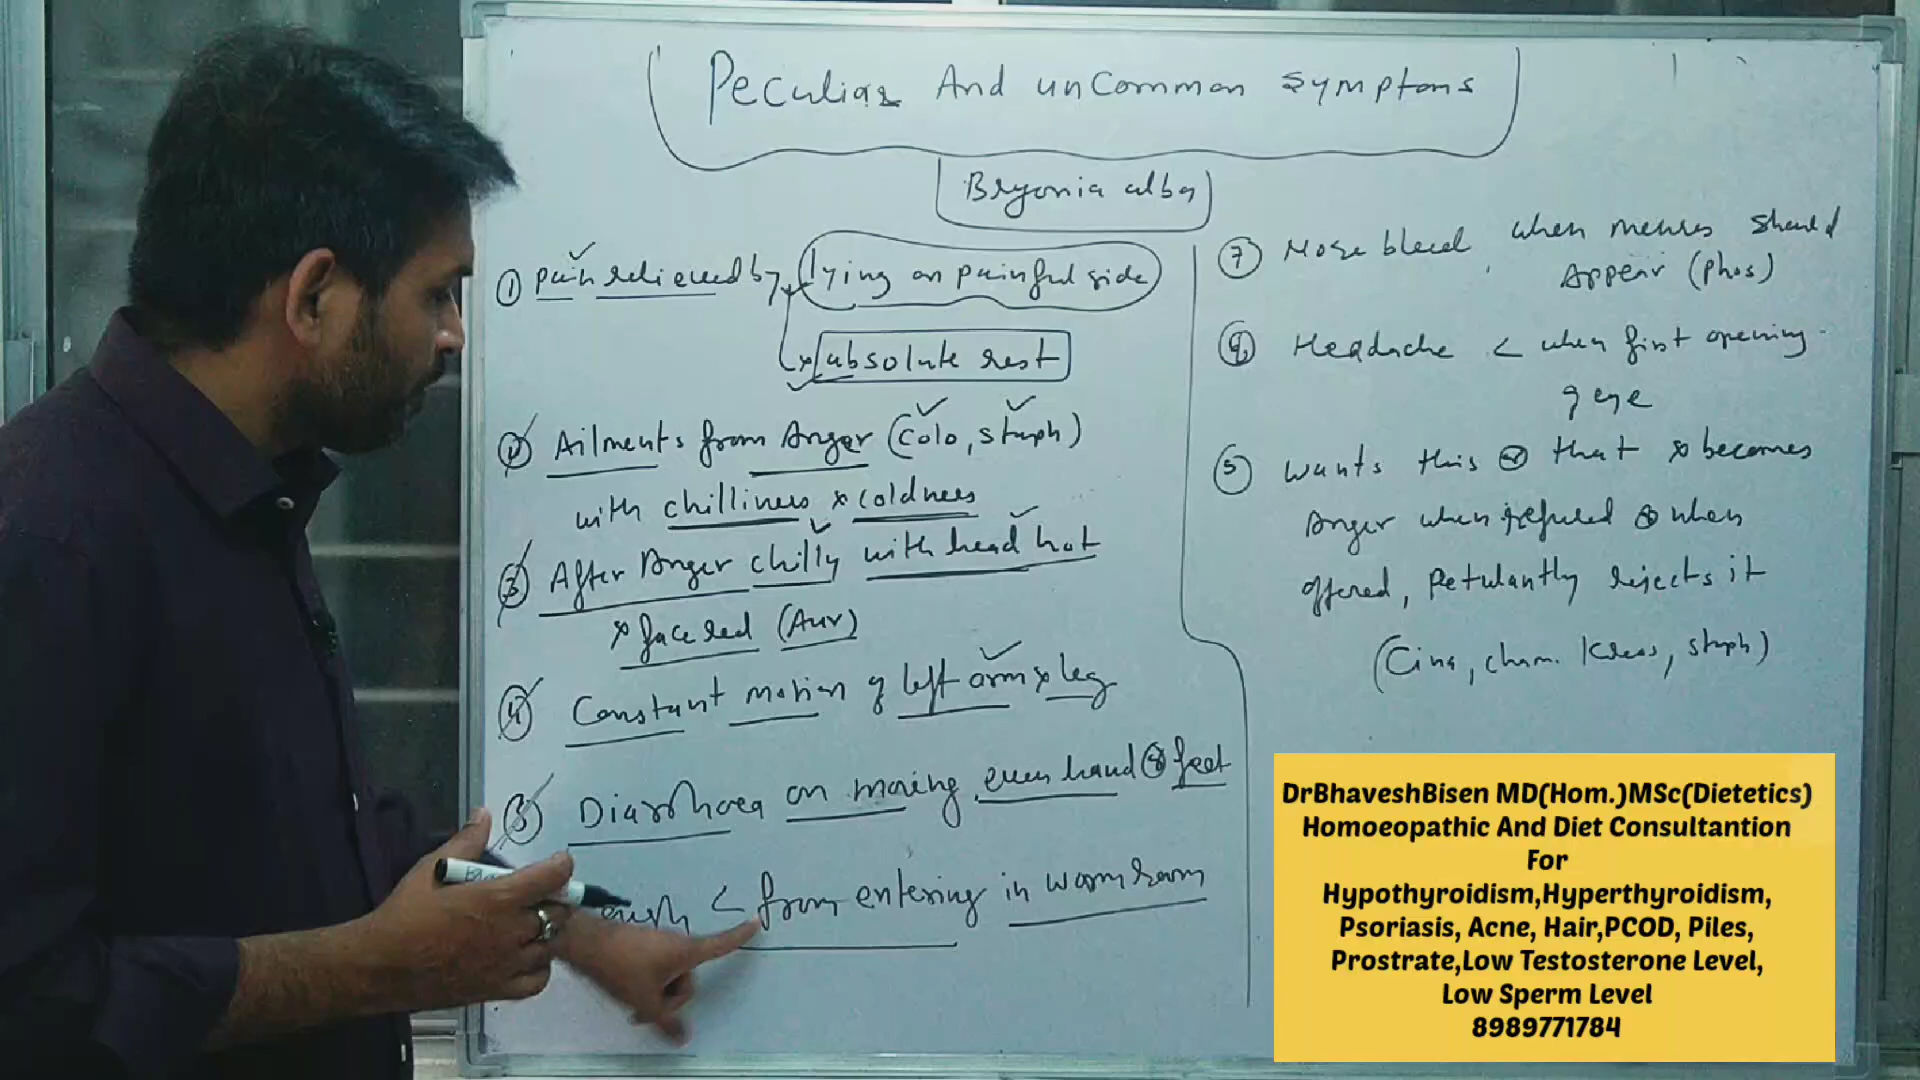 Peculiar And unCommon Symptoms
Bryonia alba
① Pain relieved by lying on painful side
absolute rest
② Ailments from Anger (Colo, staph)
with chilliness & coldness
③ After Anger chilly with head hot
& face red (Aur)
④ Constant motion of left arm & leg
⑤ Diarrhoea on moving even hand or feet
< from entering in warm room
⑦ Nose bleed when menses should
Appear (Phos)
Headache < when first opening
eye
⑤ Wants this or that & becomes
Anger when refused or when
offered, Petulantly rejects it
(Cina, cham. Kreos, staph)
DrBhaveshBisen MD(Hom.)MSc(Dietetics)
Homoeopathic And Diet Consultantion
For
Hypothyroidism,Hyperthyroidism,
Psoriasis, Acne, Hair,PCOD, Piles,
Prostrate,Low Testosterone Level,
Low Sperm Level
8989771784